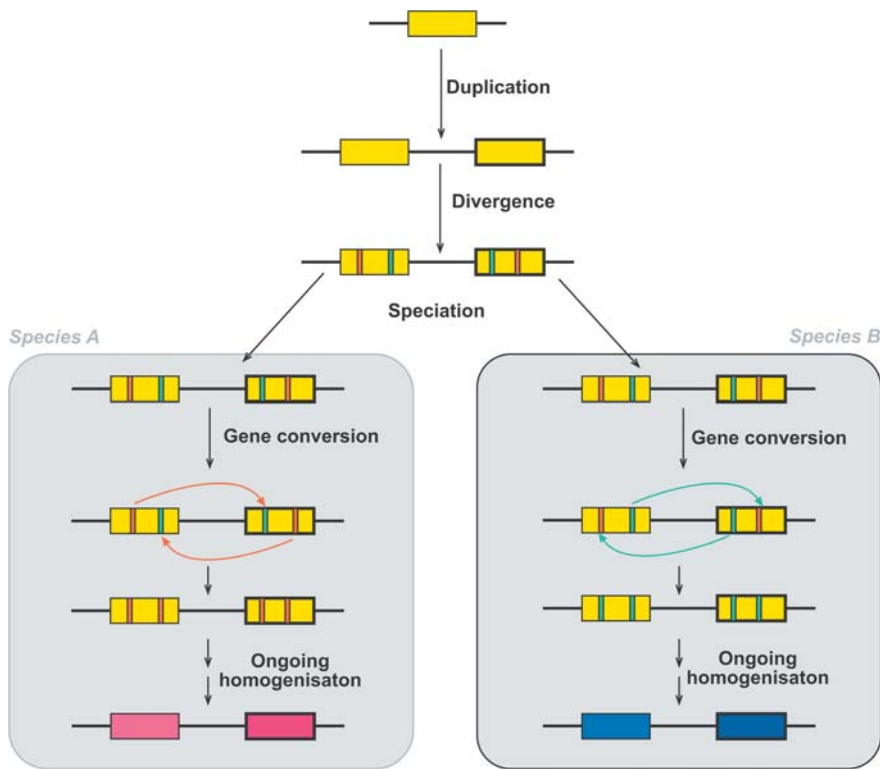 Duplication
Divergence
Speciation
Species A
Species B
Gene conversion
Gene conversion
Ongoing
homogenisaton
Ongoing
homogenisaton